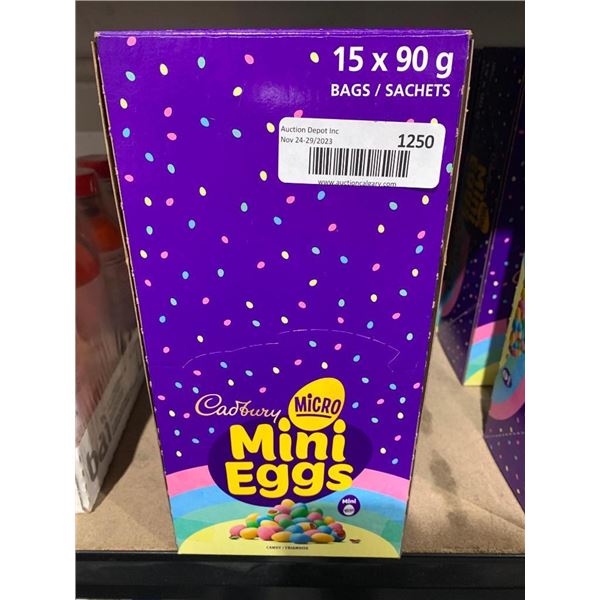 15 x 90 g
BAGS / SACHETS
Auction Depot Inc
Nov 24-29/2023
1250
www.auctioncalgary.com
Cadbury
MICRO
Mini
Eggs
Mini
CANDY / FRIANDISE
bai